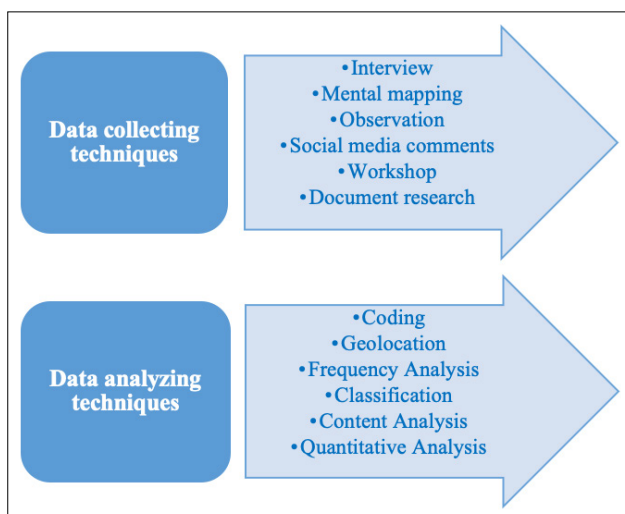 Data collecting
techniques
•Interview
•Mental mapping
•Observation
•Social media comments
•Workshop
•Document research
Data analyzing
techniques
•Coding
•Geolocation
•Frequency Analysis
•Classification
•Content Analysis
•Quantitative Analysis